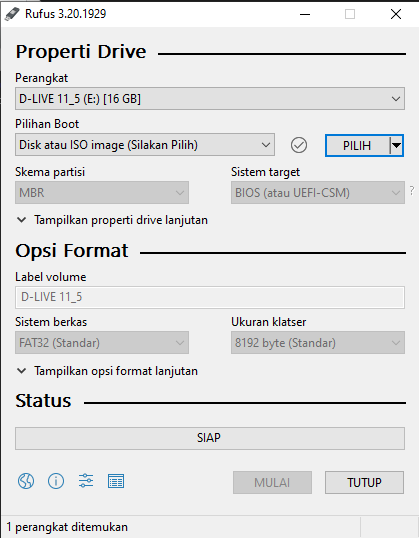 Rufus 3.20.1929
Properti Drive
Perangkat
D-LIVE 11_5 (E:) [16 GB]
Pilihan Boot
Disk atau ISO image (Silakan Pilih)
PILIH
Skema partisi
Sistem target
MBR
BIOS (atau UEFI-CSM)
?
Tampilkan properti drive lanjutan
Opsi Format
Label volume
D-LIVE 11_5
Sistem berkas
Ukuran klatser
FAT32 (Standar)
8192 byte (Standar)
Tampilkan opsi format lanjutan
Status
SIAP
MULAI
TUTUP
1 perangkat ditemukan